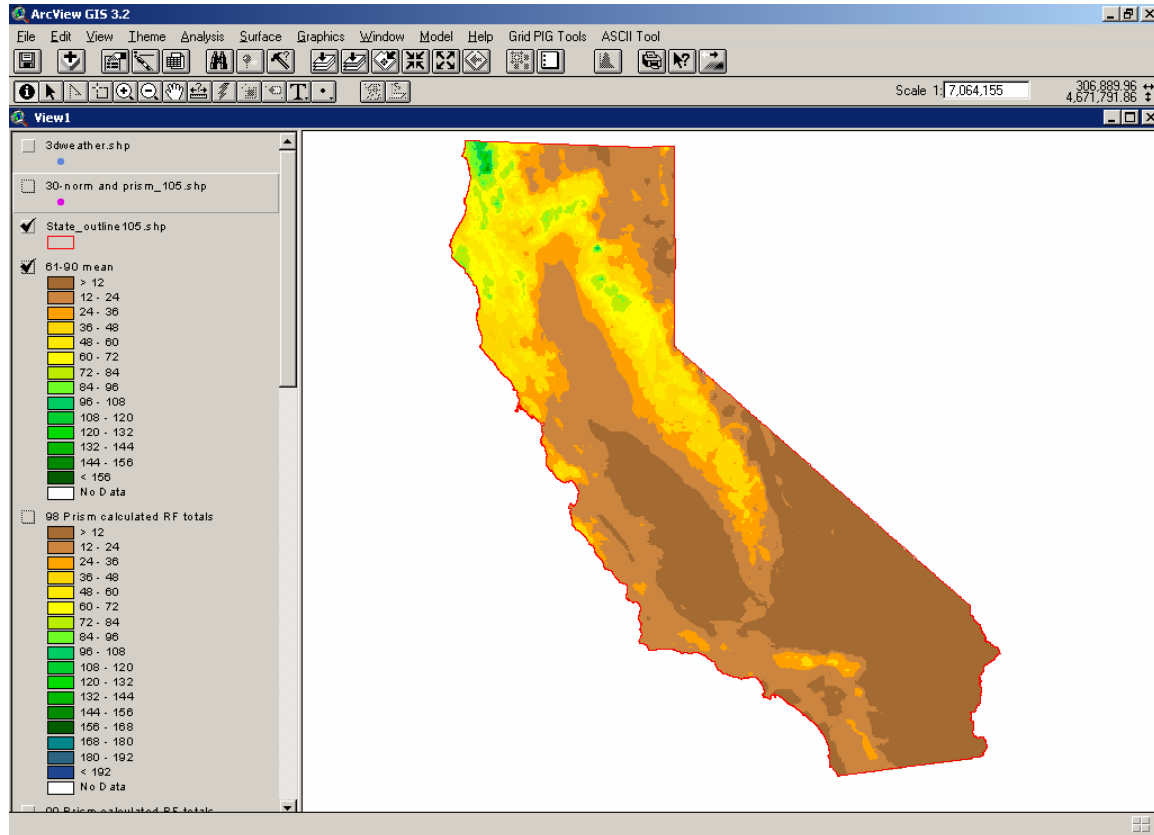 ArcView GIS 3.2
File Edit View Theme Analysis Surface Graphics Window Model Help Grid PIG Tools ASCII Tool
Scale 1: 7,064,155
306,889.96
4,671,791.86
View1
3dweather.shp
30-norm and prism_105.shp
State_outline105.shp
61-90 mean
> 12
12 - 24
24 - 36
36 - 48
48 - 60
60 - 72
72 - 84
84 - 96
96 - 108
108 - 120
120 - 132
132 - 144
144 - 156
< 156
No Data
98 Prism calculated RF totals
> 12
12 - 24
24 - 36
36 - 48
48 - 60
60 - 72
72 - 84
84 - 96
96 - 108
108 - 120
120 - 132
132 - 144
144 - 156
156 - 168
168 - 180
180 - 192
< 192
No Data
Prism calculated RF totals